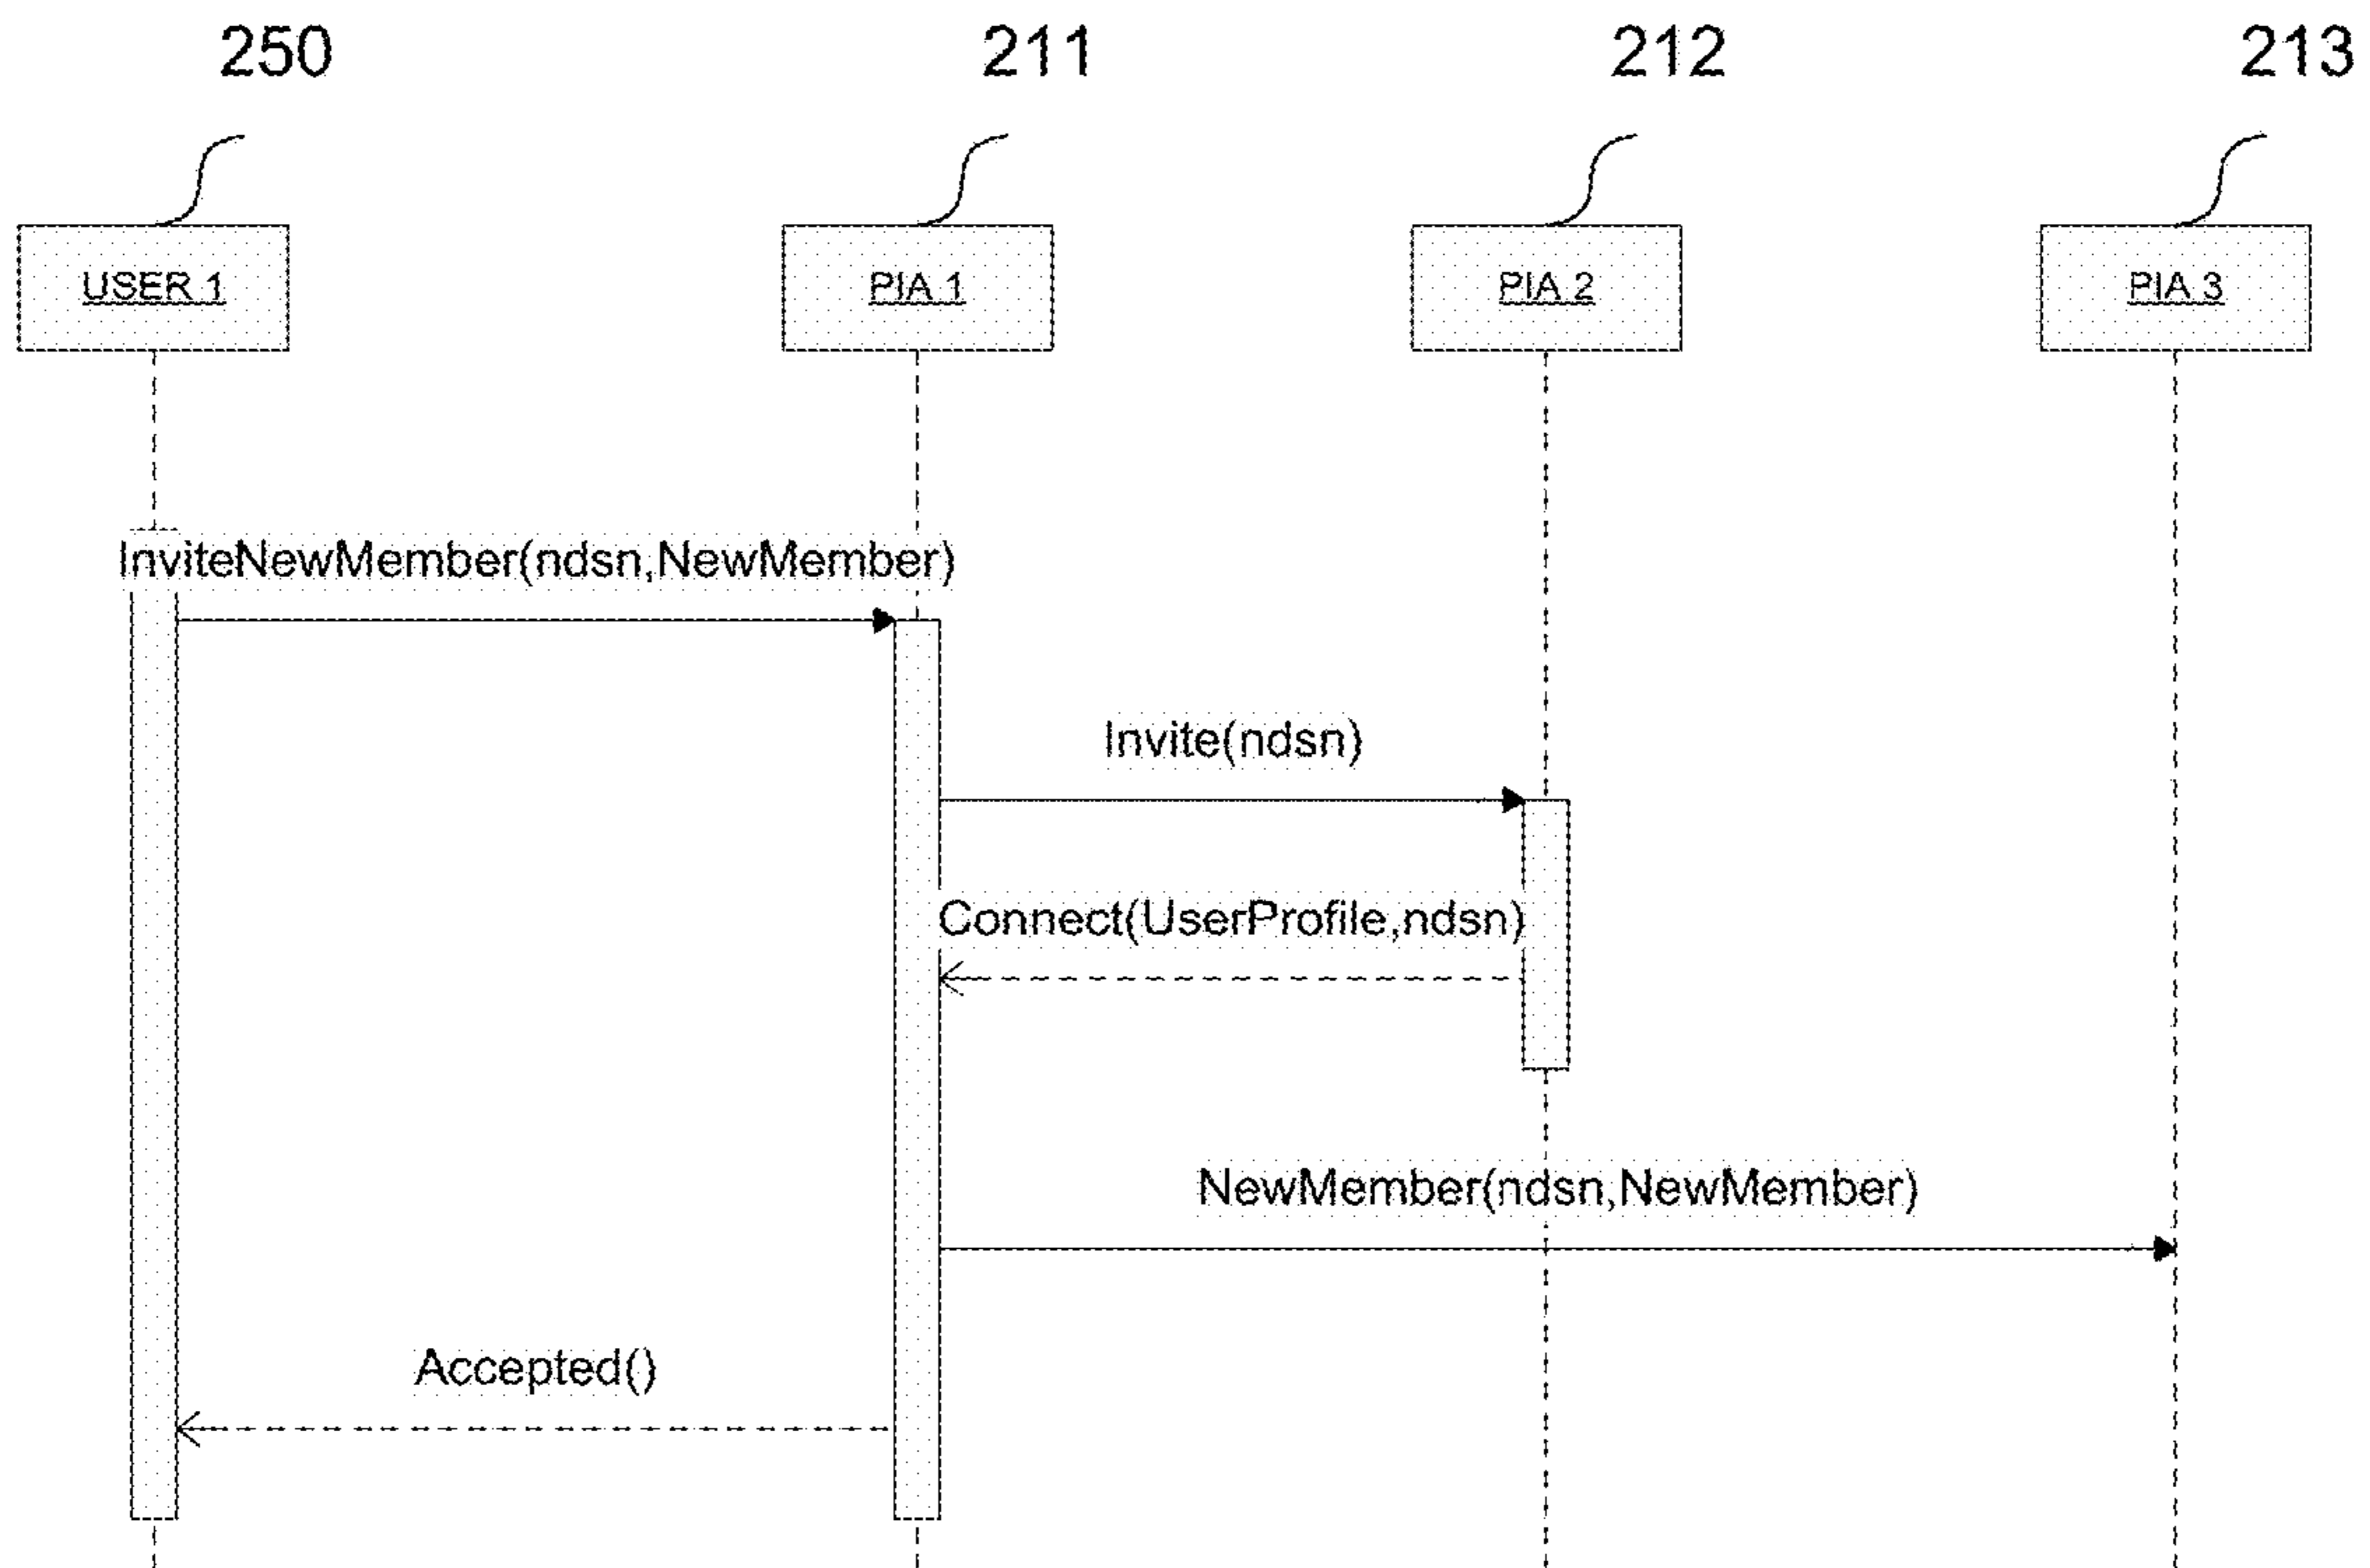 250 211 212 213
USER 1 PIA 1 PIA 2 PIA 3
InviteNewMember(ndsn,NewMember)
Invite(ndsn)
Connect(UserProfile,ndsn)
NewMember(ndsn,NewMember)
Accepted()